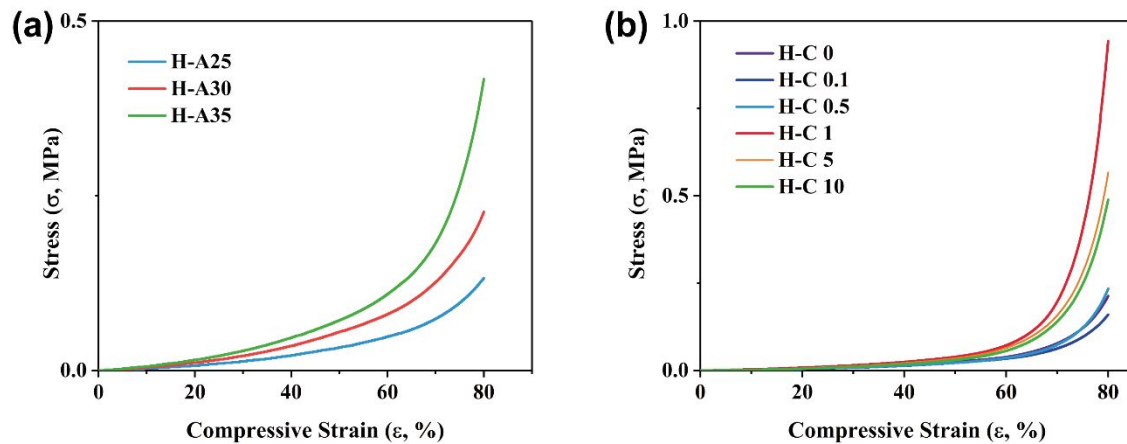 (a)
0.5
H-A25
H-A30
H-A35
Stress (σ, MPa)
0.0
0
20
40
60
80
Compressive Strain (ε, %)
(b)
1.0
H-C 0
H-C 0.1
H-C 0.5
H-C 1
H-C 5
H-C 10
Stress (σ, MPa)
0.5
0.0
0
20
40
60
80
Compressive Strain (ε, %)